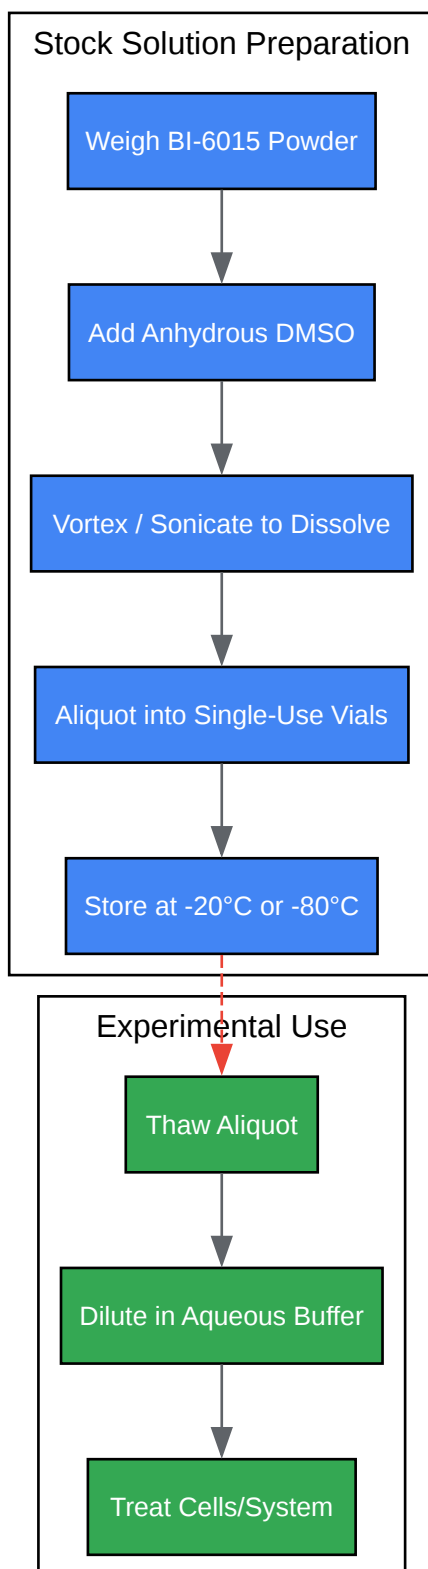 Stock Solution Preparation
Weigh BI-6015 Powder
Add Anhydrous DMSO
Vortex / Sonicate to Dissolve
Aliquot into Single-Use Vials
Store at -20°C or -80°C
Experimental Use
Thaw Aliquot
Dilute in Aqueous Buffer
Treat Cells/System